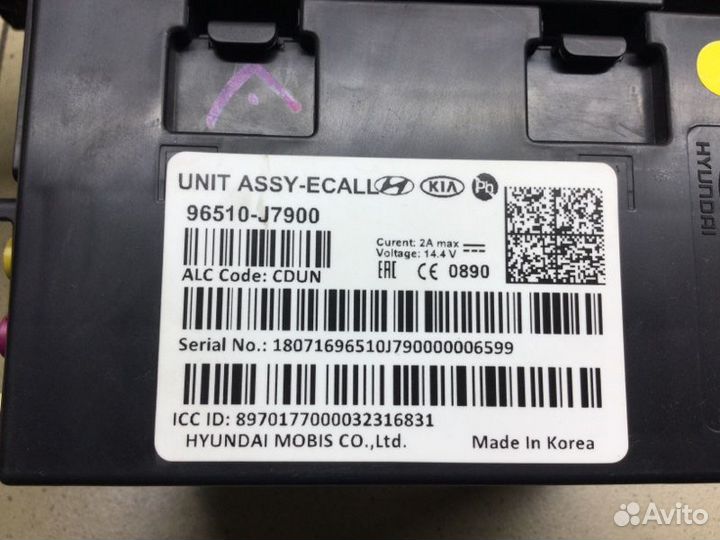 UNIT ASSY-ECALL KIA Pb
96510-J7900
Curent: 2A max
Voltage: 14.4 V
ALC Code: CDUN
EAC CE 0890
HYUNDAI
Serial No.: 18071696510J790000006599
ICC ID: 8970177000032316831
HYUNDAI MOBIS CO.,Ltd. Made In Korea
Avito